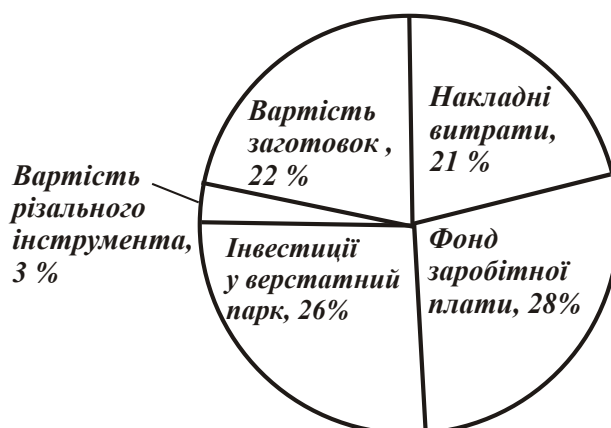 Вартість
заготовок ,
22 %
Накладні
витрати,
21 %
Вартість
різального
інструмента,
3 %
Інвестиції
у верстатний
парк, 26%
Фонд
заробітної
плати, 28%